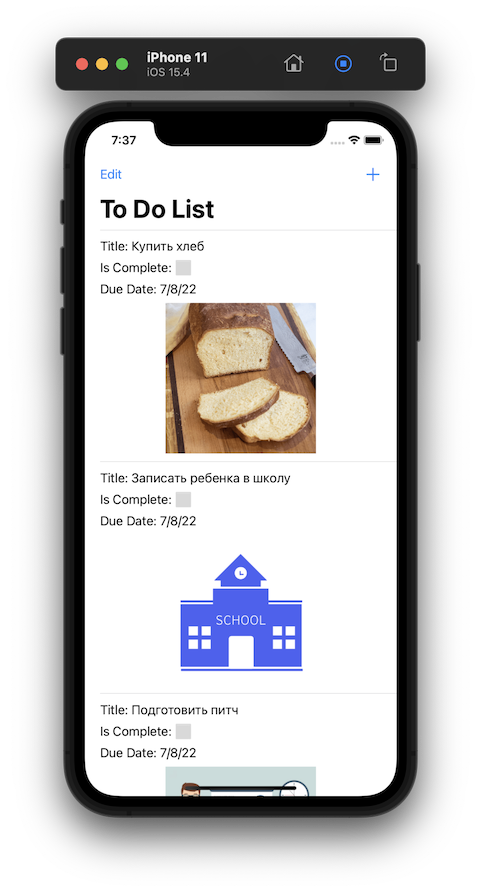 iPhone 11
iOS 15.4
7:37
Edit
To Do List
Title: Купить хлеб
Is Complete:
Due Date: 7/8/22
Title: Записать ребенка в школу
Is Complete:
Due Date: 7/8/22
SCHOOL
Title: Подготовить питч
Is Complete:
Due Date: 7/8/22